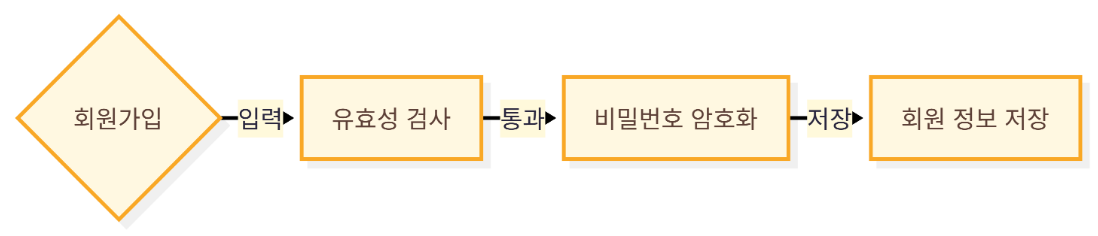 회원가입
입력
유효성 검사
통과
비밀번호 암호화
저장
회원 정보 저장